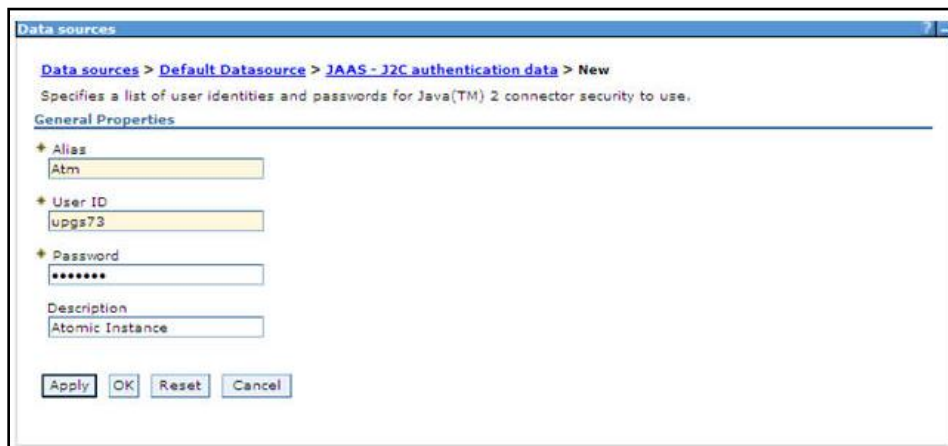 Data sources
?
Data sources > Default Datasource > JAAS - J2C authentication data > New
Specifies a list of user identities and passwords for Java(TM) 2 connector security to use.
General Properties
Alias
Atm
User ID
upgs73
Password
•••••••
Description
Atomic Instance
Apply OK Reset Cancel